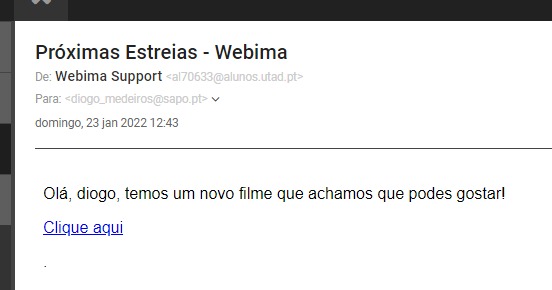 Próximas Estreias - Webima
De: Webima Support <al70633@alunos.utad.pt>
Para: <diogo_medeiros@sapo.pt>
domingo, 23 jan 2022 12:43
Olá, diogo, temos um novo filme que achamos que podes gostar!
Clique aqui
.